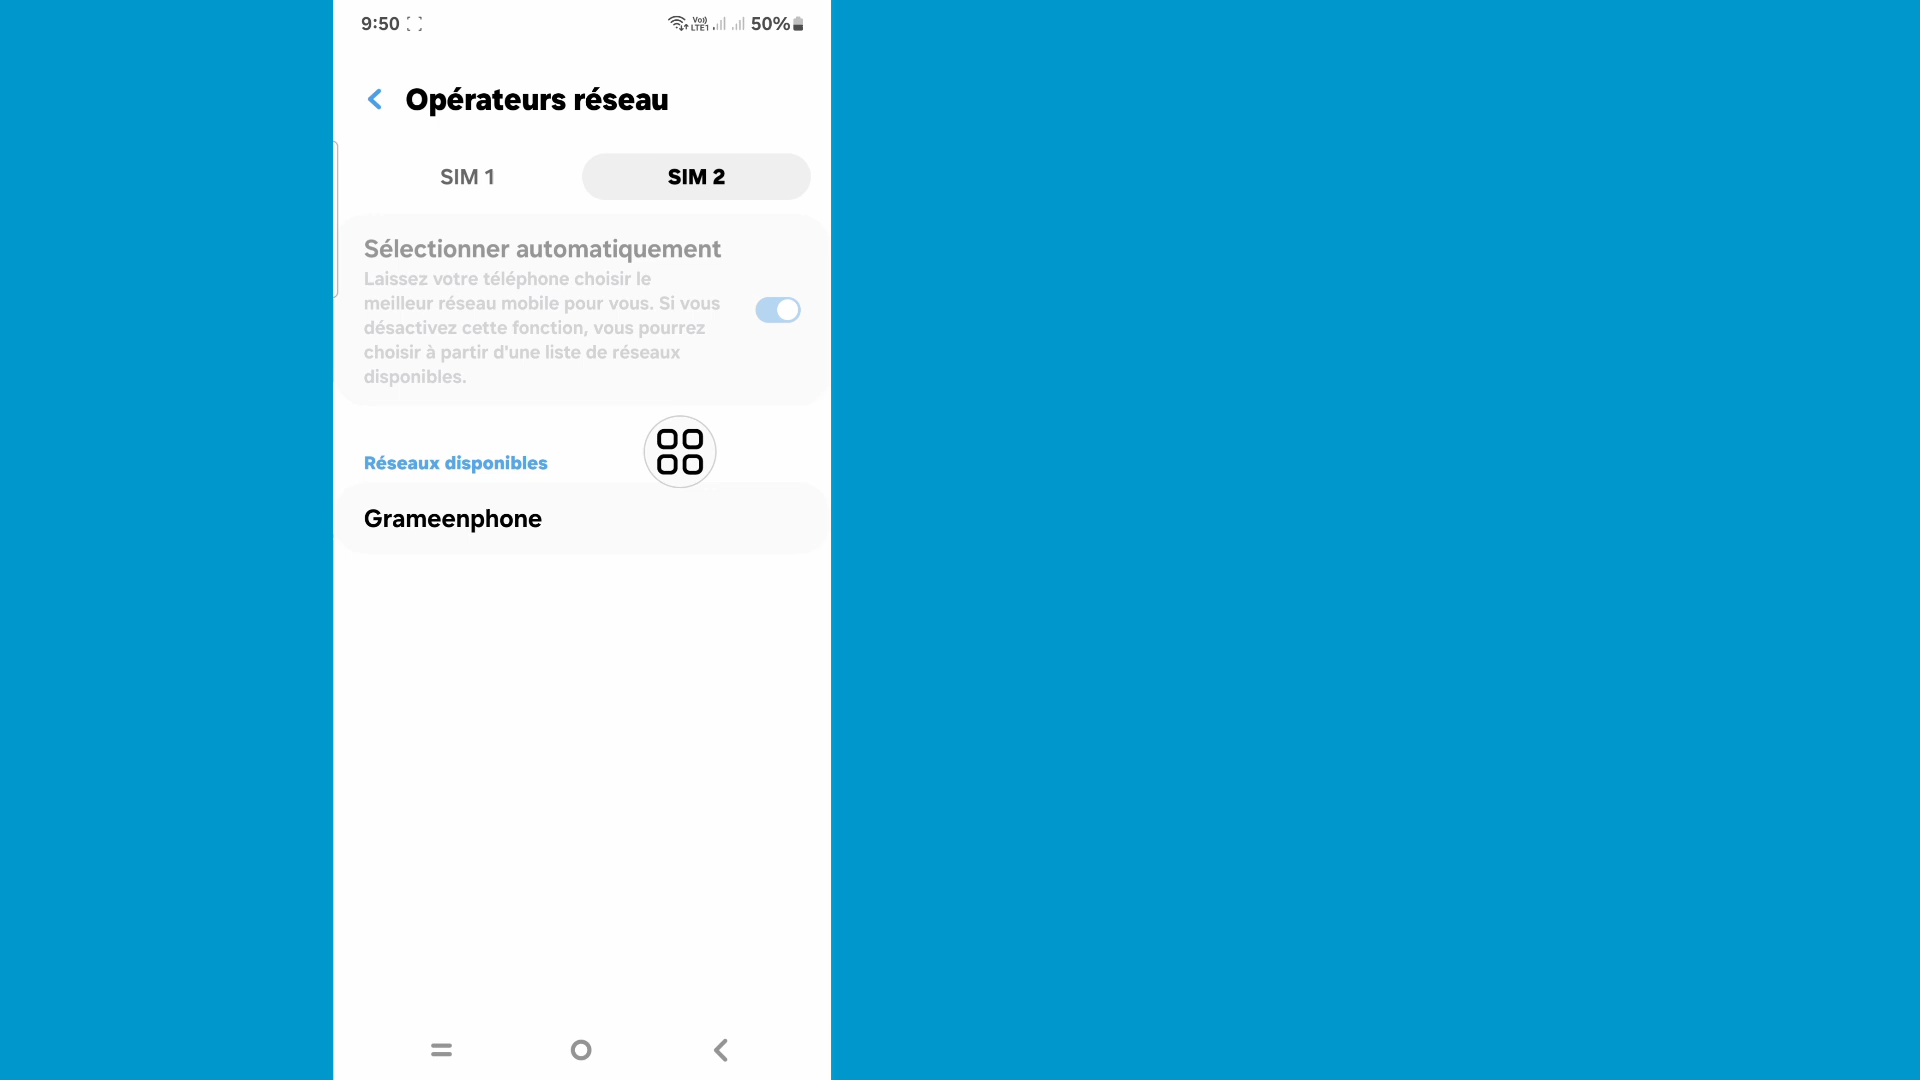 9:50
Vo))
LTE1
50%
Opérateurs réseau
SIM 1
SIM 2
Sélectionner automatiquement
Laissez votre téléphone choisir le
meilleur réseau mobile pour vous. Si vous
désactivez cette fonction, vous pourrez
choisir à partir d'une liste de réseaux
disponibles.
Réseaux disponibles
Grameenphone